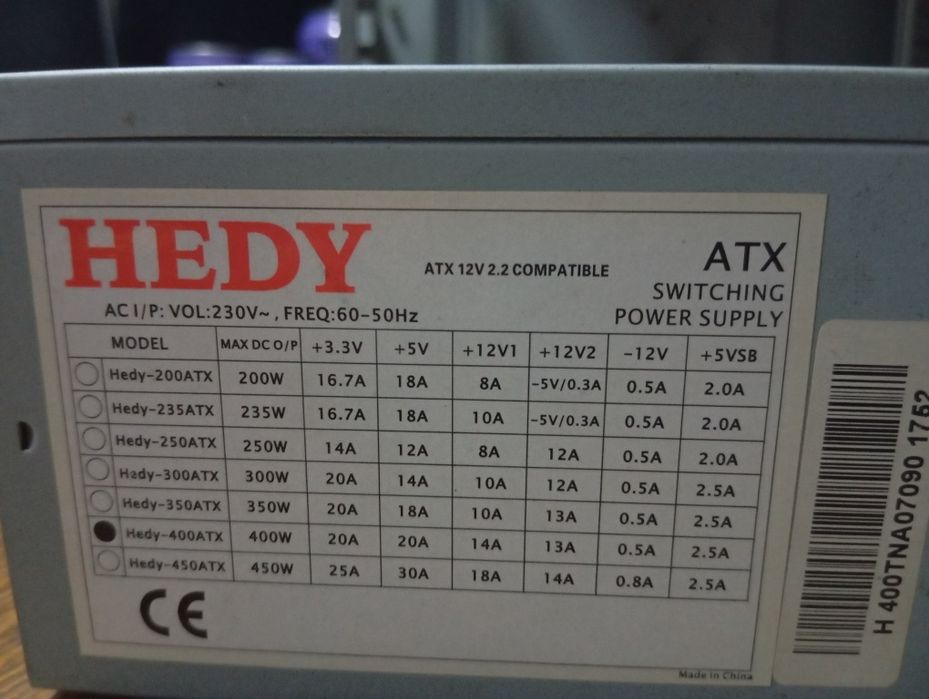 HEDY
ATX 12V 2.2 COMPATIBLE
ATX
SWITCHING
POWER SUPPLY
AC I/P: VOL:230V~, FREQ:60-50Hz
MODEL MAX DC O/P +3.3V +5V +12V1 +12V2 -12V +5VSB
Hedy-200ATX 200W 16.7A 18A 8A -5V/0.3A 0.5A 2.0A
Hedy-235ATX 235W 16.7A 18A 10A -5V/0.3A 0.5A 2.0A
Hedy-250ATX 250W 14A 12A 8A 12A 0.5A 2.0A
Hedy-300ATX 300W 20A 14A 10A 12A 0.5A 2.5A
Hedy-350ATX 350W 20A 18A 10A 13A 0.5A 2.5A
Hedy-400ATX 400W 20A 20A 14A 13A 0.5A 2.5A
Hedy-450ATX 450W 25A 30A 18A 14A 0.8A 2.5A
CE
Made in China
H 400TNA07090 1752